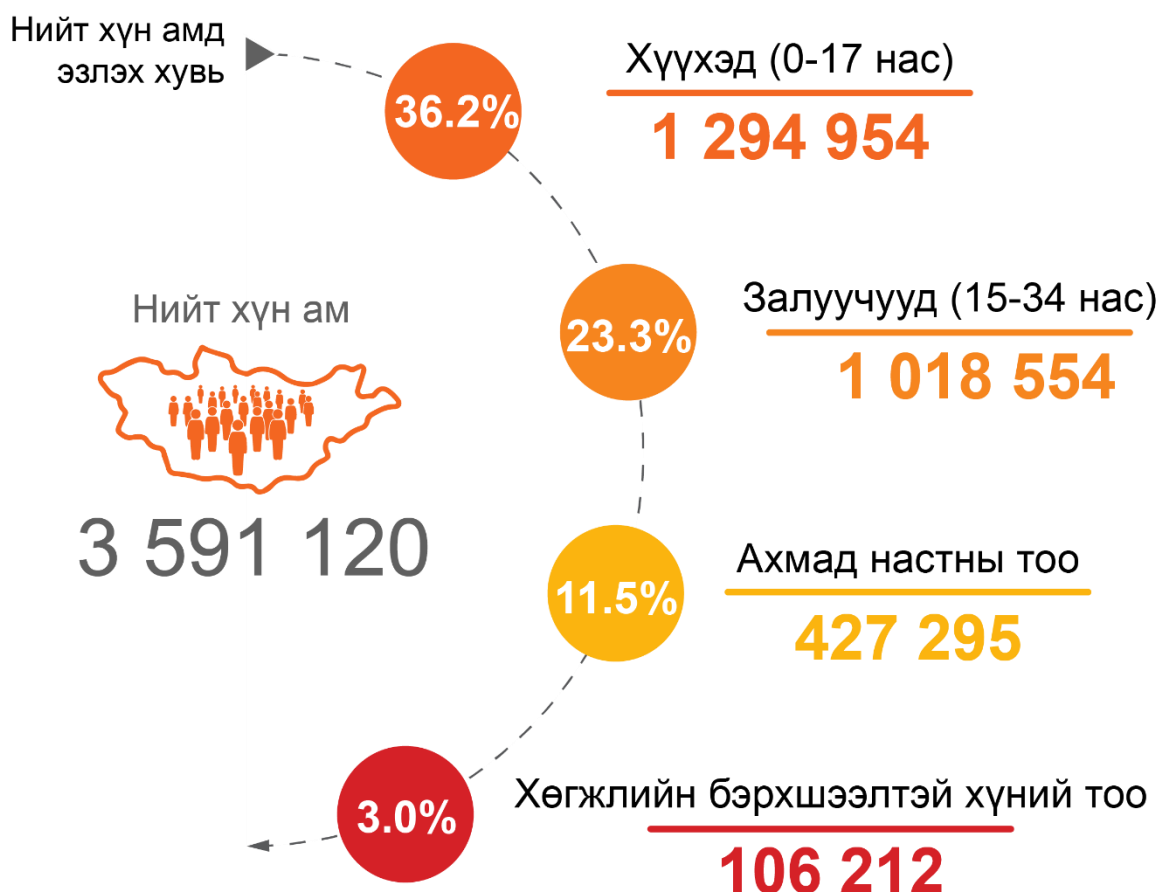 Нийт хүн амд
эзлэх хувь
36.2%
Хүүхэд (0-17 нас)
1 294 954
23.3%
Залуучууд (15-34 нас)
1 018 554
Нийт хүн ам
3 591 120
11.5%
Ахмад настны тоо
427 295
3.0%
Хөгжлийн бэрхшээлтэй хүний тоо
106 212